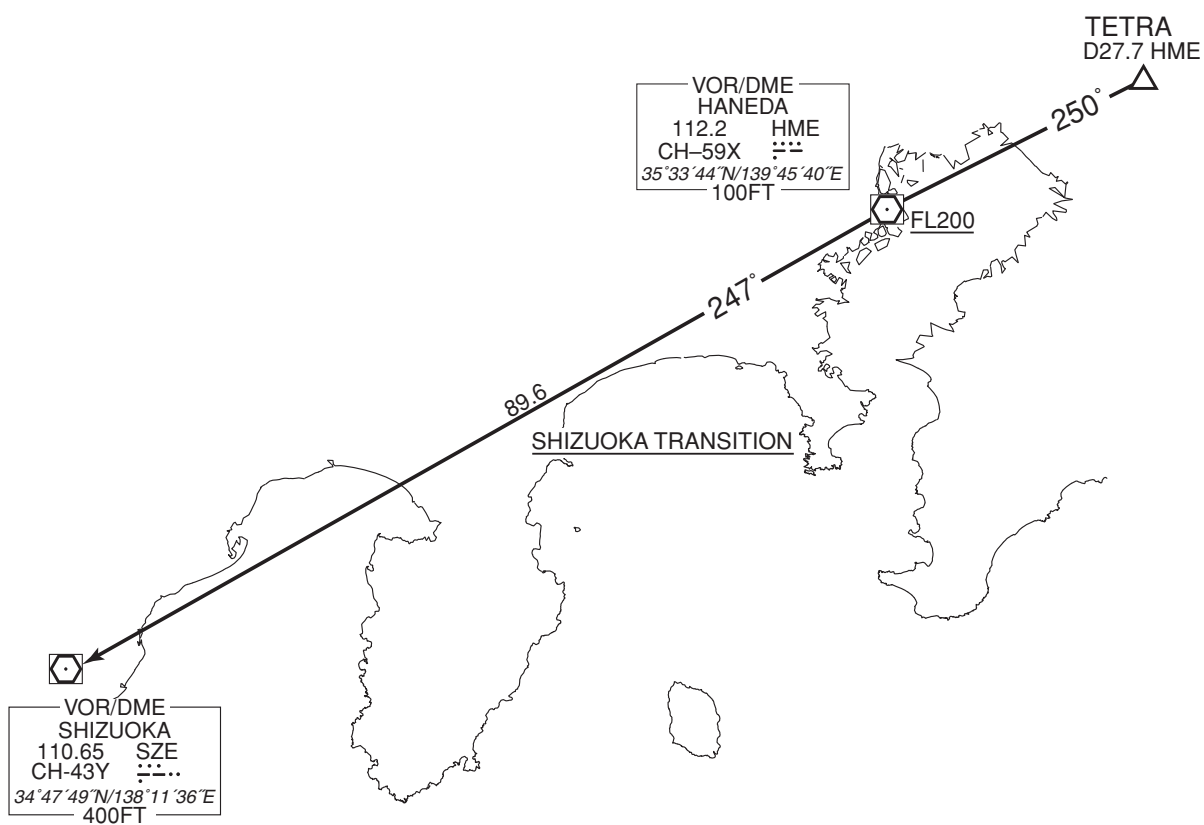 TETRA
D27.7 HME
250°
VOR/DME
HANEDA
112.2 HME
CH–59X
35°33´44˝N/139°45´40˝E
100FT
FL200
247°
89.6
SHIZUOKA TRANSITION
VOR/DME
SHIZUOKA
110.65 SZE
CH-43Y
34°47´49˝N/138°11´36˝E
400FT